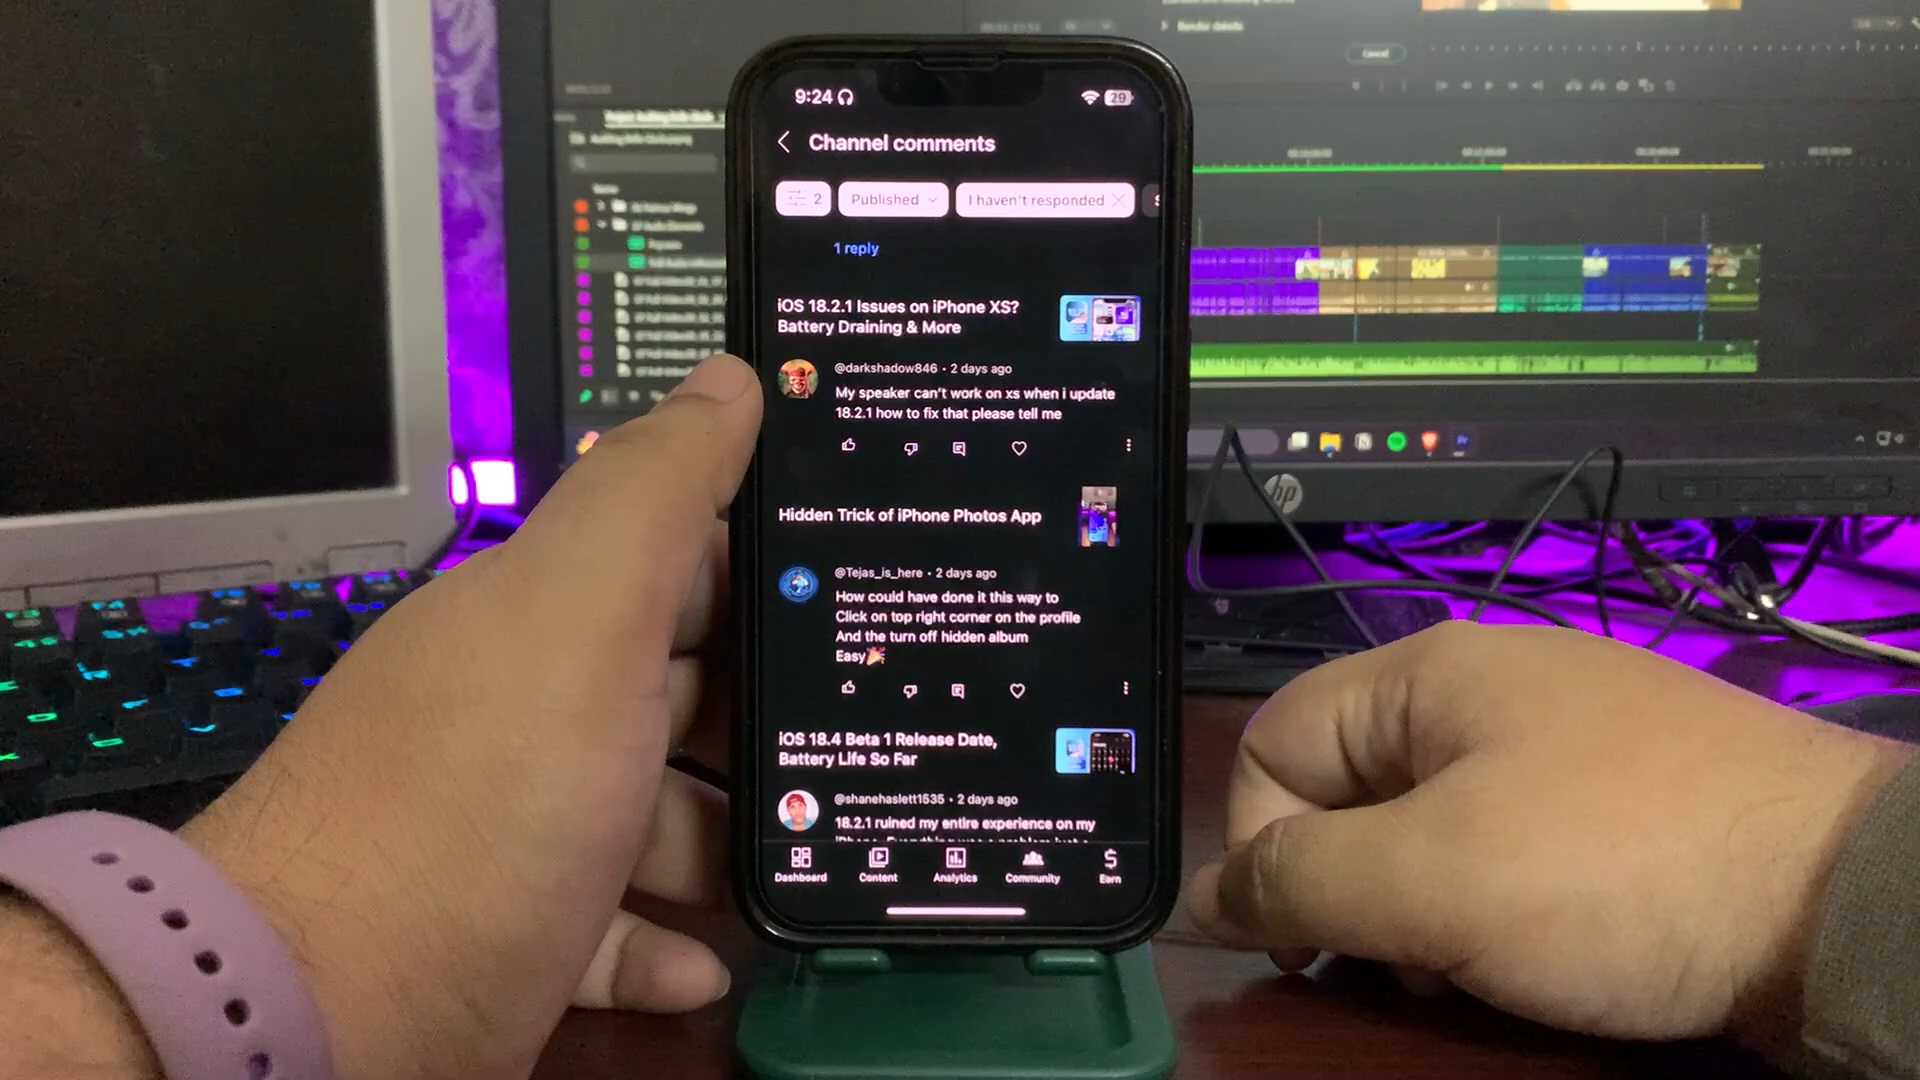 Render details
Cancel
9:24
29
Channel comments
2
Published
I haven't responded
1 reply
iOS 18.2.1 Issues on iPhone XS?
Battery Draining & More
@darkshadow846 • 2 days ago
My speaker can't work on xs when i update
18.2.1 how to fix that please tell me
Hidden Trick of iPhone Photos App
@Tejas_is_here • 2 days ago
How could have done it this way to
Click on top right corner on the profile
And the turn off hidden album
Easy🎉
iOS 18.4 Beta 1 Release Date,
Battery Life So Far
@shanehaslett1535 • 2 days ago
18.2.1 ruined my entire experience on my
Dashboard
Content
Analytics
Community
Earn
hp